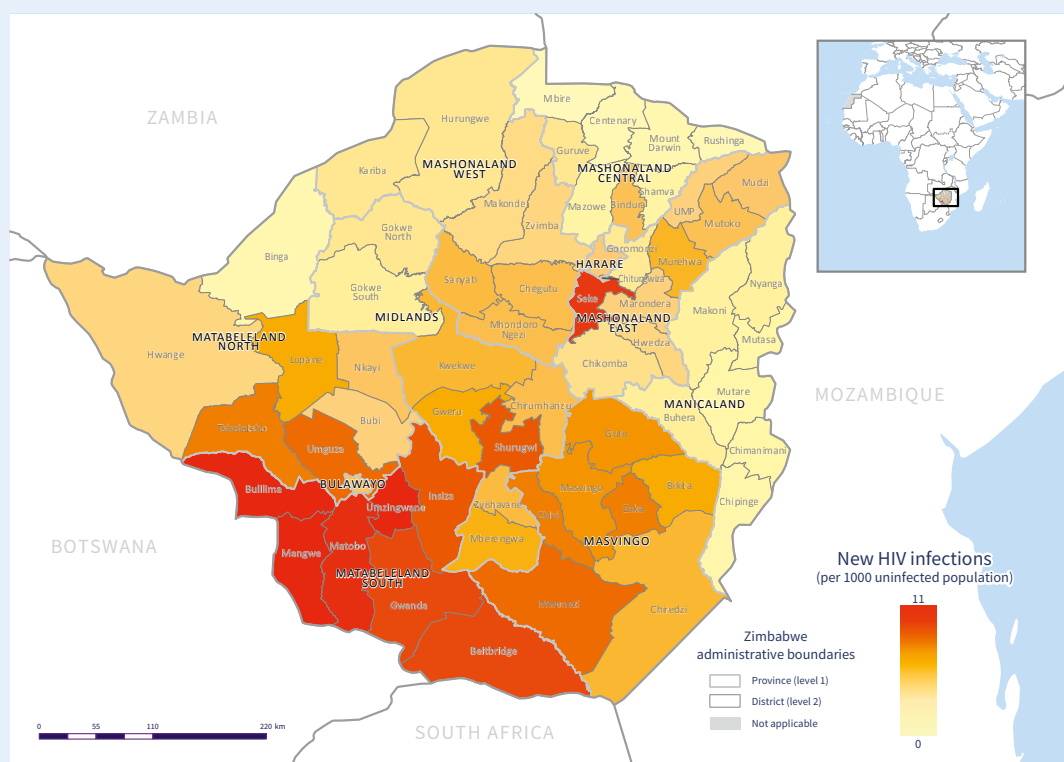 ZAMBIA
Mbire
Hurungwe
Centenary
Mount
Darwin
Rushinga
Guruve
MASHONALAND
WEST
MASHONALAND
CENTRAL
Kariba
Mudzi
Shamva
Makonde
Mazowe
Bindura
UMP
Zvimba
Mutoko
Gokwe
North
Goromonzi
Binga
HARARE
Murehwa
Sanyati
Chegutu
Chitungwiza
Nyanga
Gokwe
South
Seke
Marondera
Makoni
MIDLANDS
MASHONALAND
EAST
Mhondoro
Ngezi
MATABELELAND
NORTH
Hwedza
Mutasa
Hwange
Lupane
Nkayi
Kwekwe
Chikomba
Mutare
MOZAMBIQUE
MANICALAND
Gweru
Chirumhanzu
Buhera
Bubi
Tsholotsho
Gutu
Umguza
Shurugwi
Chimanimani
BULAWAYO
Bulilima
Insiza
Masvingo
Bikita
Chipinge
Umzingwane
Zvishavane
Zaka
Chivi
BOTSWANA
Mangwe
Matobo
Mberengwa
MASVINGO
MATABELELAND
SOUTH
Gwanda
Mwenezi
Chiredzi
Beitbridge
SOUTH AFRICA
New HIV infections
(per 1000 uninfected population)
11
0
Zimbabwe
administrative boundaries
Province (level 1)
District (level 2)
Not applicable
0 55 110 220 km